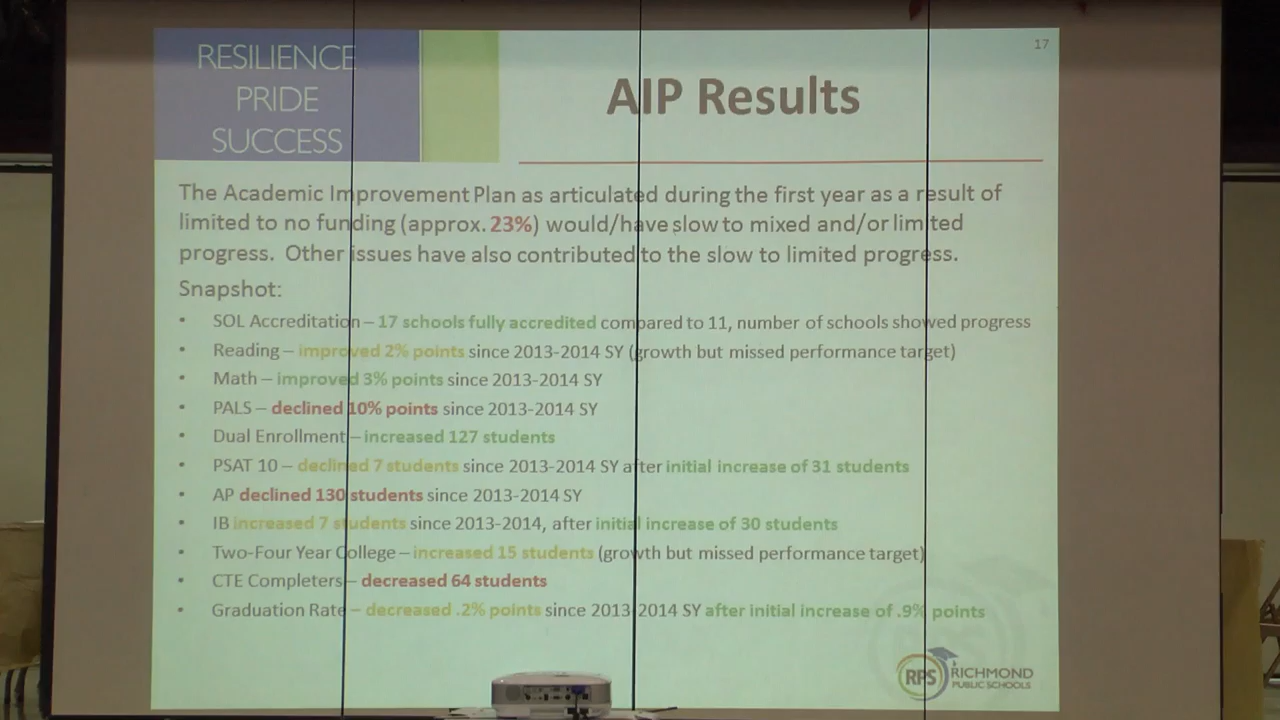 RESILIENCE
PRIDE
SUCCESS
17
AIP Results
The Academic Improvement Plan as articulated during the first year as a result of
limited to no funding (approx. 23%) would/have slow to mixed and/or limited
progress. Other issues have also contributed to the slow to limited progress.
Snapshot:
• SOL Accreditation – 17 schools fully accredited compared to 11, number of schools showed progress
• Reading – improved 2% points since 2013-2014 SY (growth but missed performance target)
• Math – improved 3% points since 2013-2014 SY
• PALS – declined 10% points since 2013-2014 SY
• Dual Enrollment – increased 127 students
• PSAT 10 – declined 7 students since 2013-2014 SY after initial increase of 31 students
• AP declined 130 students since 2013-2014 SY
• IB increased 7 students since 2013-2014, after initial increase of 30 students
• Two-Four Year College – increased 15 students (growth but missed performance target)
• CTE Completers – decreased 64 students
• Graduation Rate – decreased .2% points since 2013-2014 SY after initial increase of .9% points
RPS RICHMOND
PUBLIC SCHOOLS